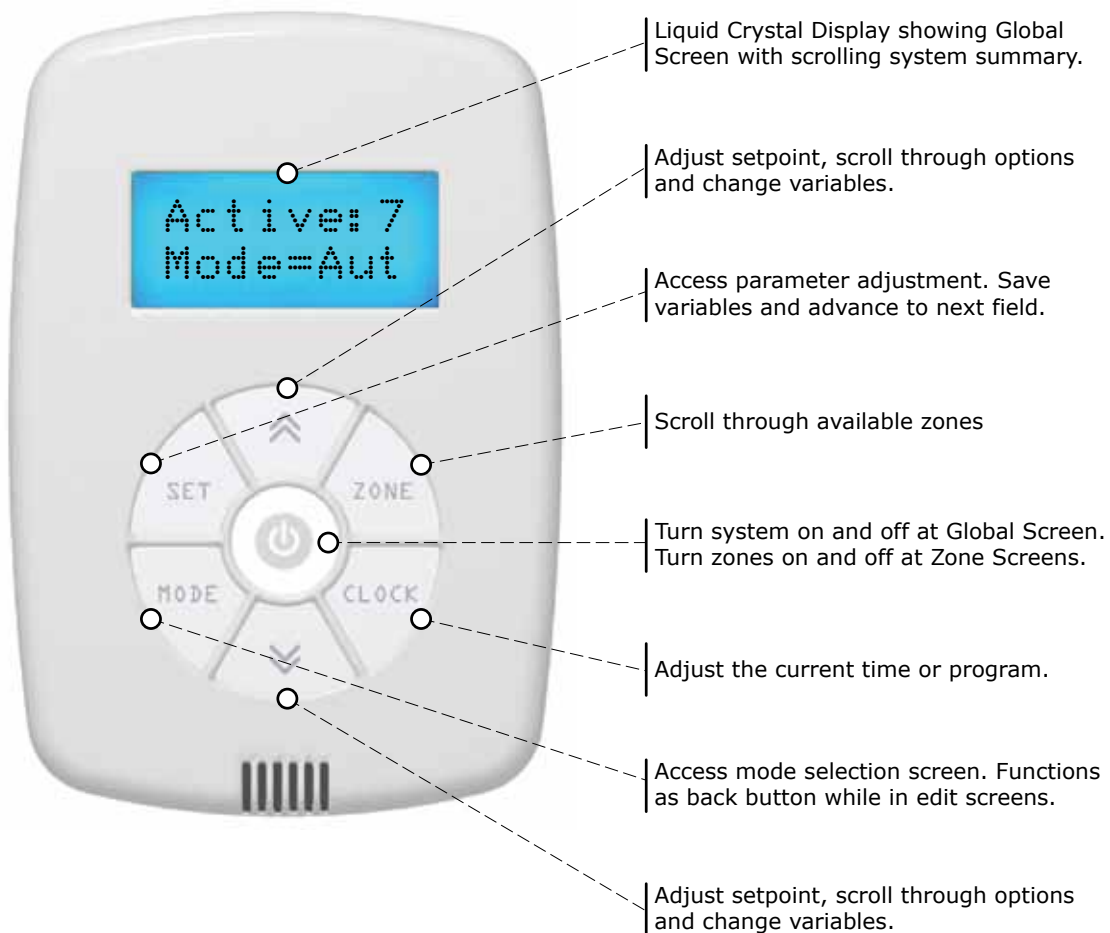 Liquid Crystal Display showing Global
Screen with scrolling system summary.
Adjust setpoint, scroll through options
and change variables.
Active:7
Mode=Aut
Access parameter adjustment. Save
variables and advance to next field.
Scroll through available zones
SET
ZONE
Turn system on and off at Global Screen.
Turn zones on and off at Zone Screens.
MODE
CLOCK
Adjust the current time or program.
Access mode selection screen. Functions
as back button while in edit screens.
Adjust setpoint, scroll through options
and change variables.